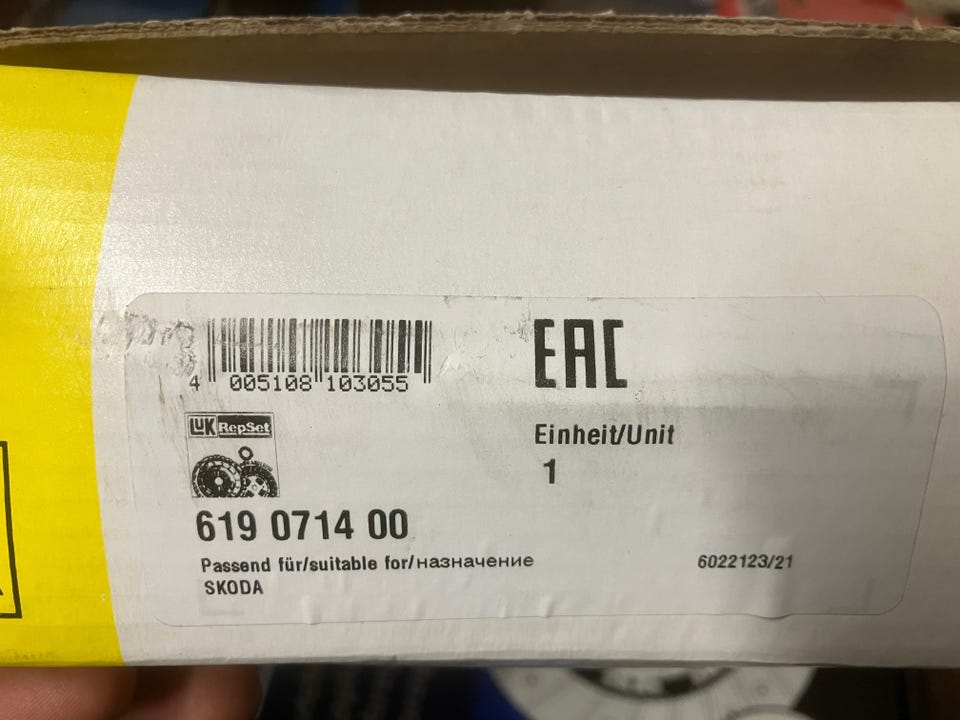 4 005108 103055
EAC
LUK RepSet
Einheit/Unit
1
619 0714 00
Passend für/suitable for/назначение
SKODA
6022123/21